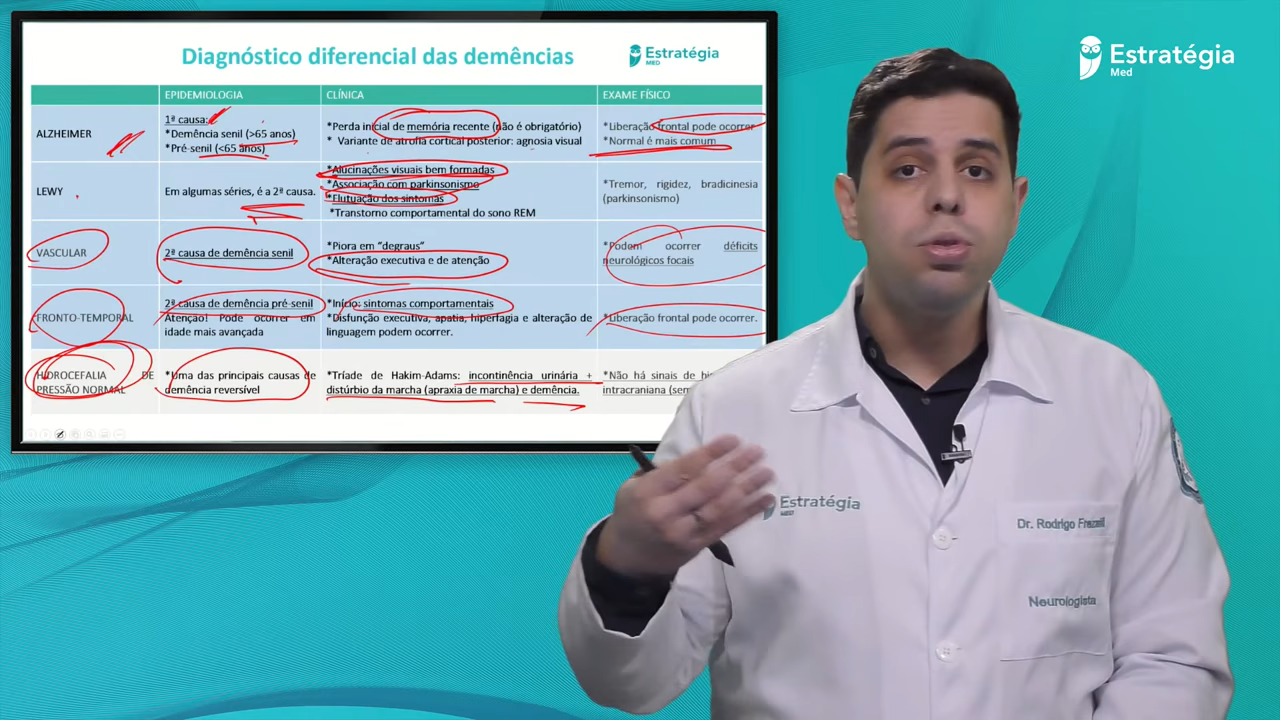 Diagnóstico diferencial das demências
Estratégia
MED
EPIDEMIOLOGIA
CLÍNICA
EXAME FÍSICO
ALZHEIMER
1ª causa:
*Demência senil (>65 anos)
*Pré-senil (<65 anos)
*Perda inicial de memória recente (não é obrigatório)
* Variante de atrofia cortical posterior: agnosia visual
*Liberação frontal pode ocorrer
*Normal é mais comum
LEWY
Em algumas séries, é a 2ª causa.
*Alucinações visuais bem formadas
*Associação com parkinsonismo
*Flutuação dos sintomas
*Transtorno comportamental do sono REM
*Tremor, rigidez, bradicinesia
(parkinsonismo)
VASCULAR
2ª causa de demência senil
*Piora em “degraus”
*Alteração executiva e de atenção
*Podem ocorrer déficits
neurológicos focais
FRONTO-TEMPORAL
2ª causa de demência pré-senil
Atenção! Pode ocorrer em
idade mais avançada
*Início: sintomas comportamentais
*Disfunção executiva, apatia, hiperfagia e alteração de
linguagem podem ocorrer.
*Liberação frontal pode ocorrer.
HIDROCEFALIA DE
PRESSÃO NORMAL
*Uma das principais causas de
demência reversível
*Tríade de Hakim-Adams: incontinência urinária +
distúrbio da marcha (apraxia de marcha) e demência.
*Não há sinais de
intracraniana
Estratégia
Med
Estratégia
MED
Dr. Rodrigo
Neurologista